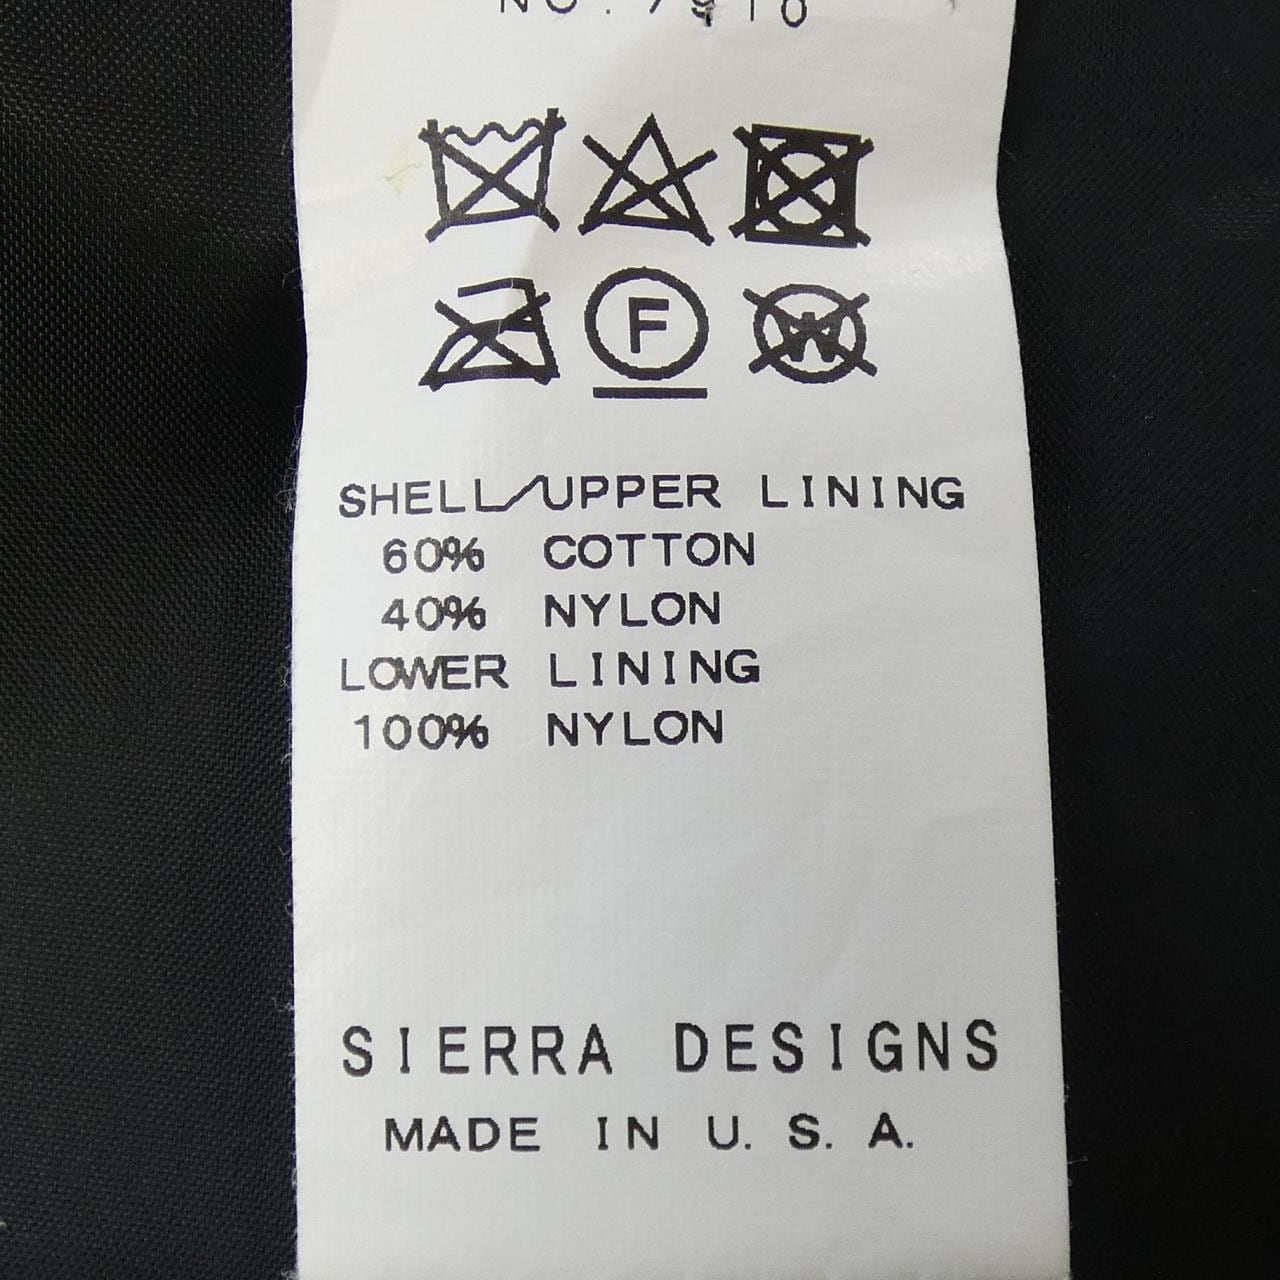 F
W
SHELL/UPPER LINING
60% COTTON
40% NYLON
LOWER LINING
100% NYLON
SIERRA DESIGNS
MADE IN U. S. A.